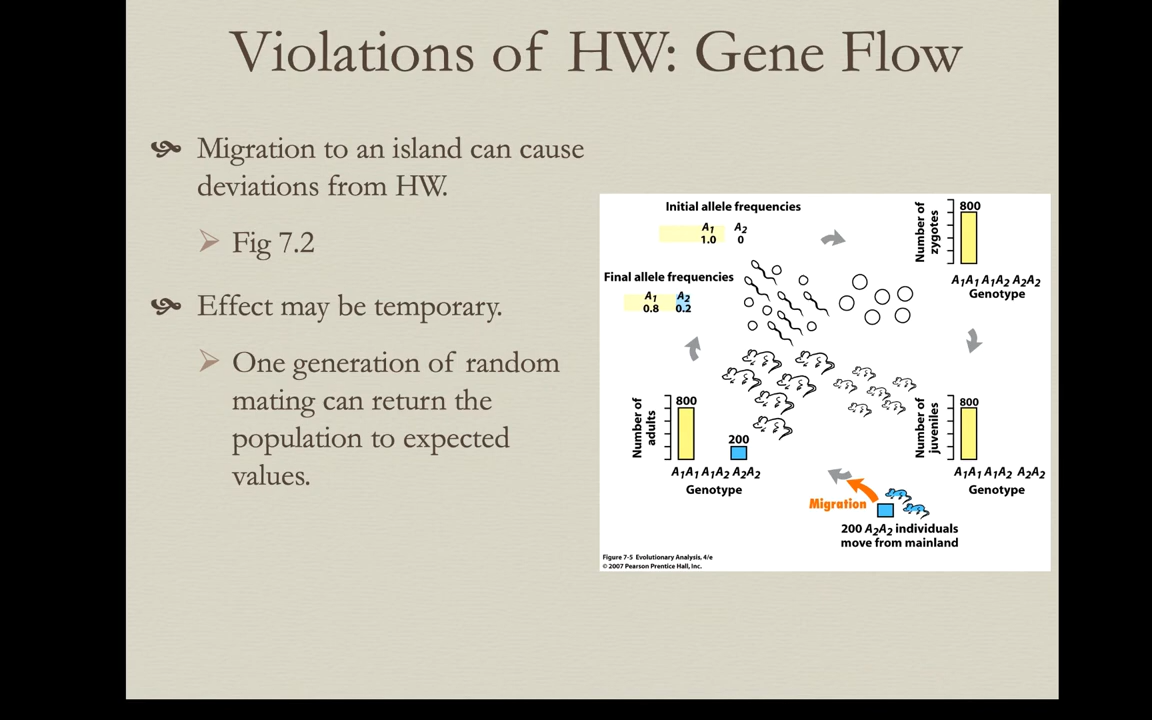 Violations of HW: Gene Flow
Migration to an island can cause
deviations from HW.
Fig 7.2
Effect may be temporary.
One generation of random
mating can return the
population to expected
values.
Initial allele frequencies
A1 A2
1.0 0
Final allele frequencies
A1 A2
0.8 0.2
Number of
zygotes
800
A1A1 A1A2 A2A2
Genotype
Number of
adults
800
200
A1A1 A1A2 A2A2
Genotype
Number of
juveniles
800
A1A1 A1A2 A2A2
Genotype
Migration
200 A2A2 individuals
move from mainland
Figure 7-5 Evolutionary Analysis, 4/e
© 2007 Pearson Prentice Hall, Inc.